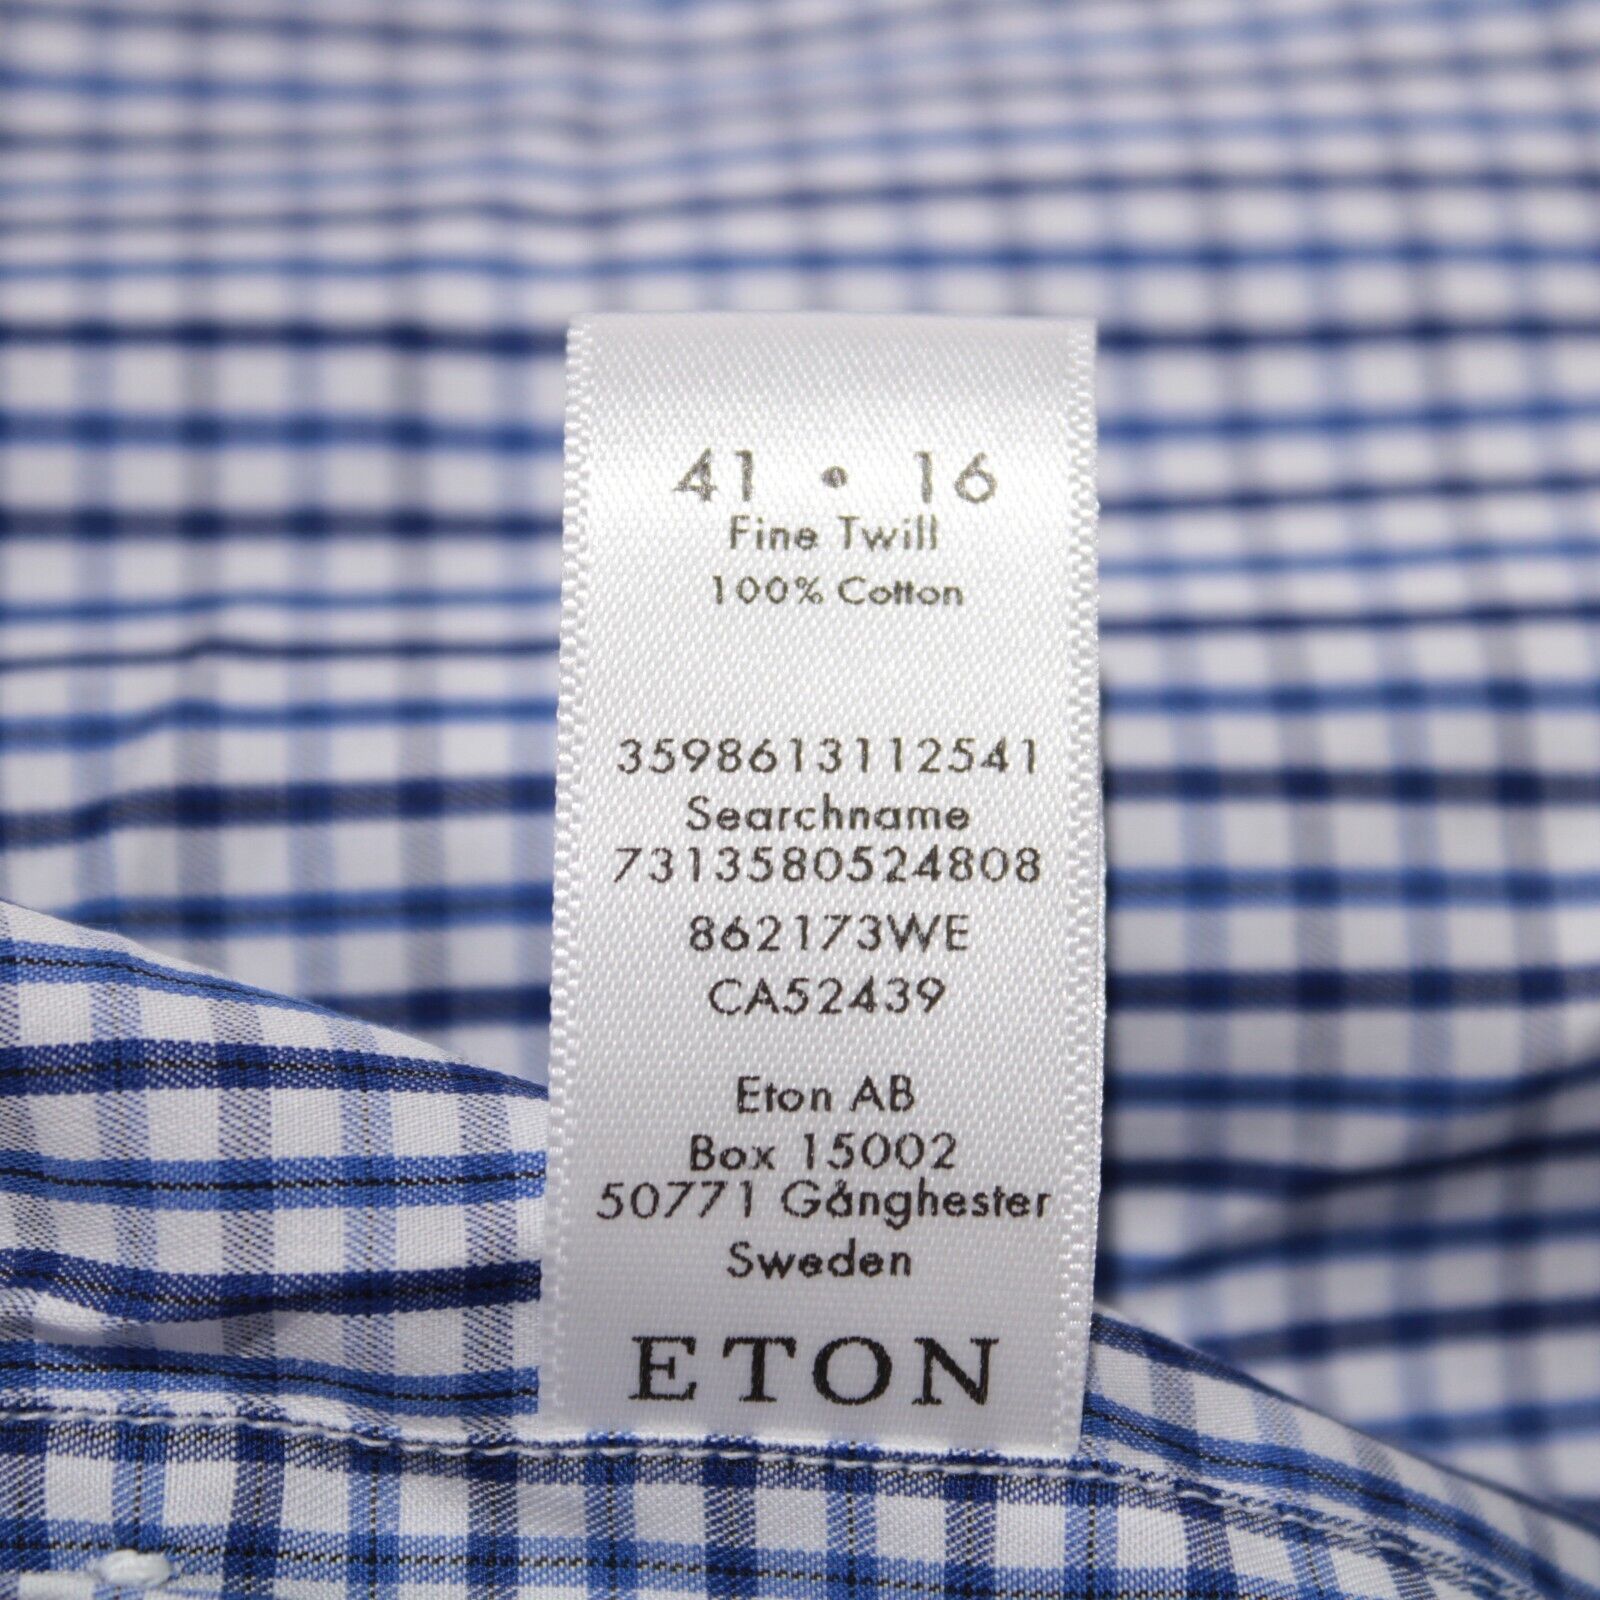 41 • 16
Fine Twill
100% Cotton
3598613112541
Searchname
7313580524808
862173WE
CA52439
Eton AB
Box 15002
50771 Gånghester
Sweden
ETON